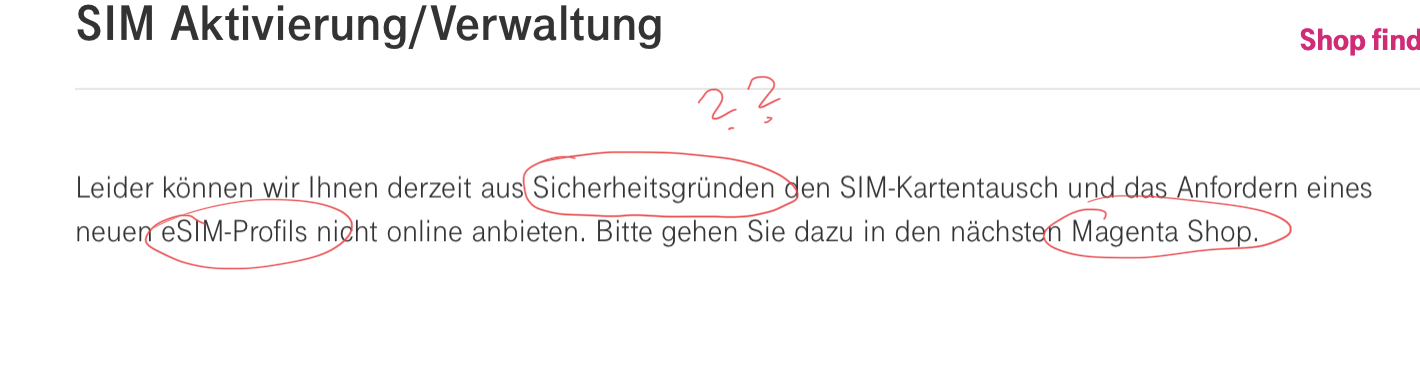 SIM Aktivierung/Verwaltung
Shop find
??
Leider können wir Ihnen derzeit aus Sicherheitsgründen den SIM-Kartentausch und das Anfordern eines
neuen eSIM-Profils nicht online anbieten. Bitte gehen Sie dazu in den nächsten Magenta Shop.